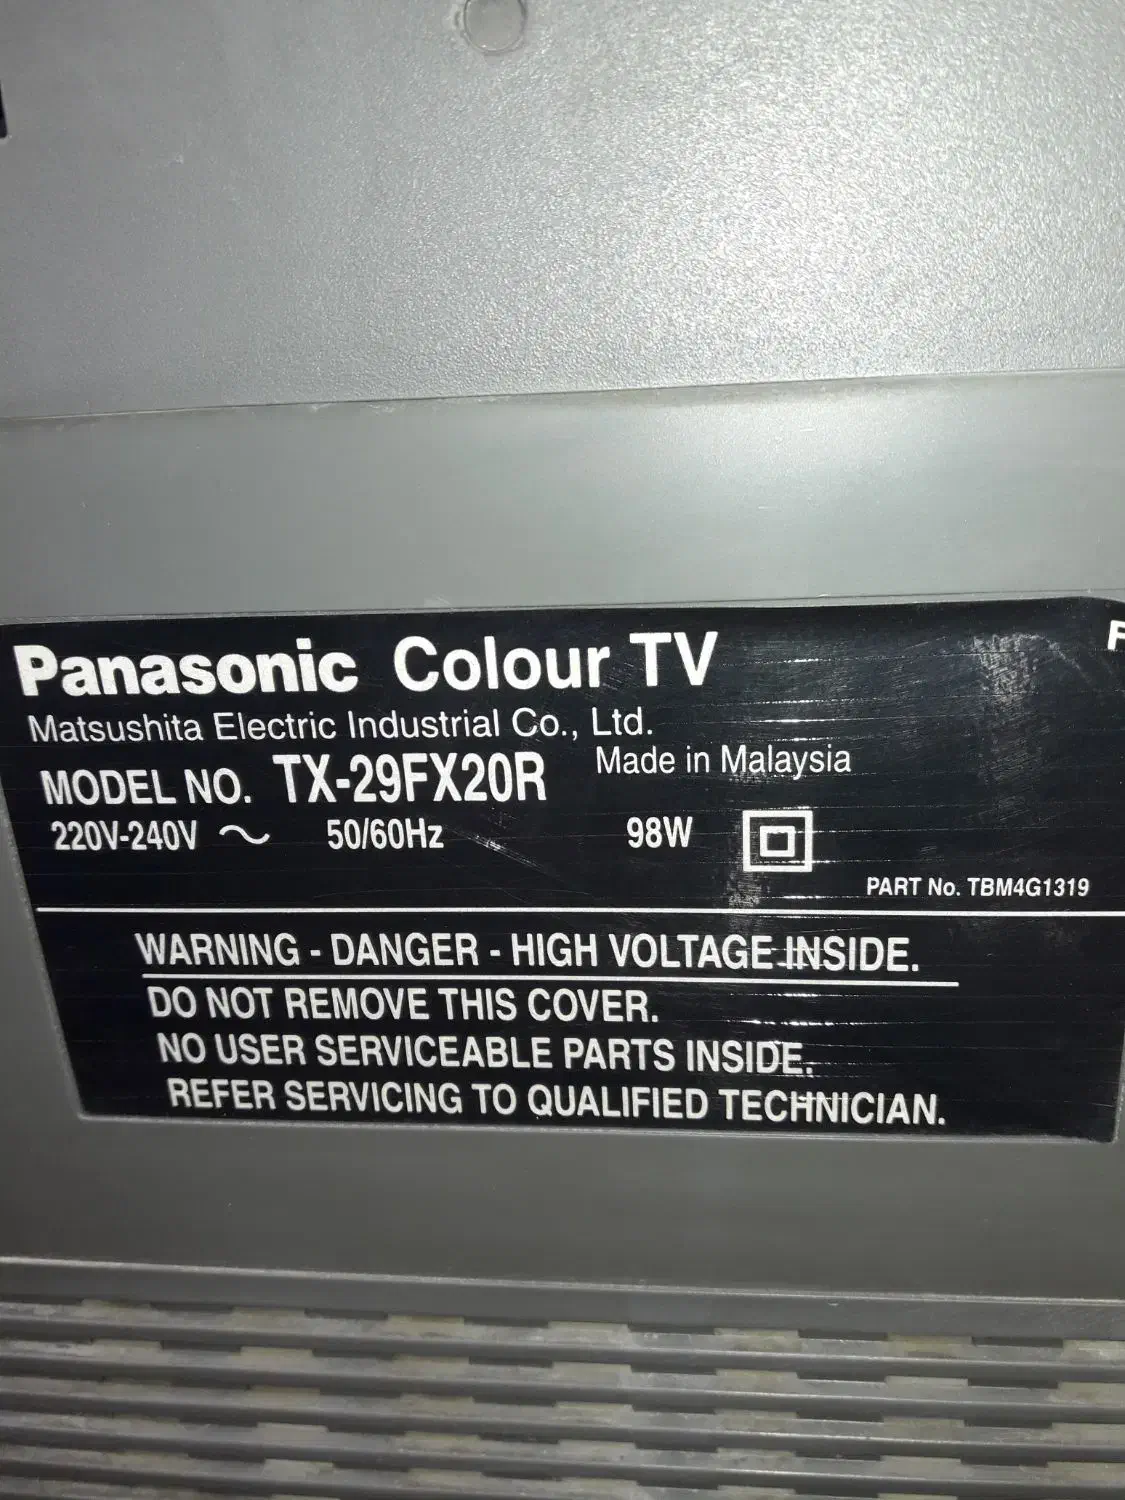 Panasonic Colour TV
Matsushita Electric Industrial Co., Ltd.
MODEL NO. TX-29FX20R Made in Malaysia
220V-240V ~ 50/60Hz 98W
PART No. TBM4G1319
WARNING - DANGER - HIGH VOLTAGE INSIDE.
DO NOT REMOVE THIS COVER.
NO USER SERVICEABLE PARTS INSIDE.
REFER SERVICING TO QUALIFIED TECHNICIAN.